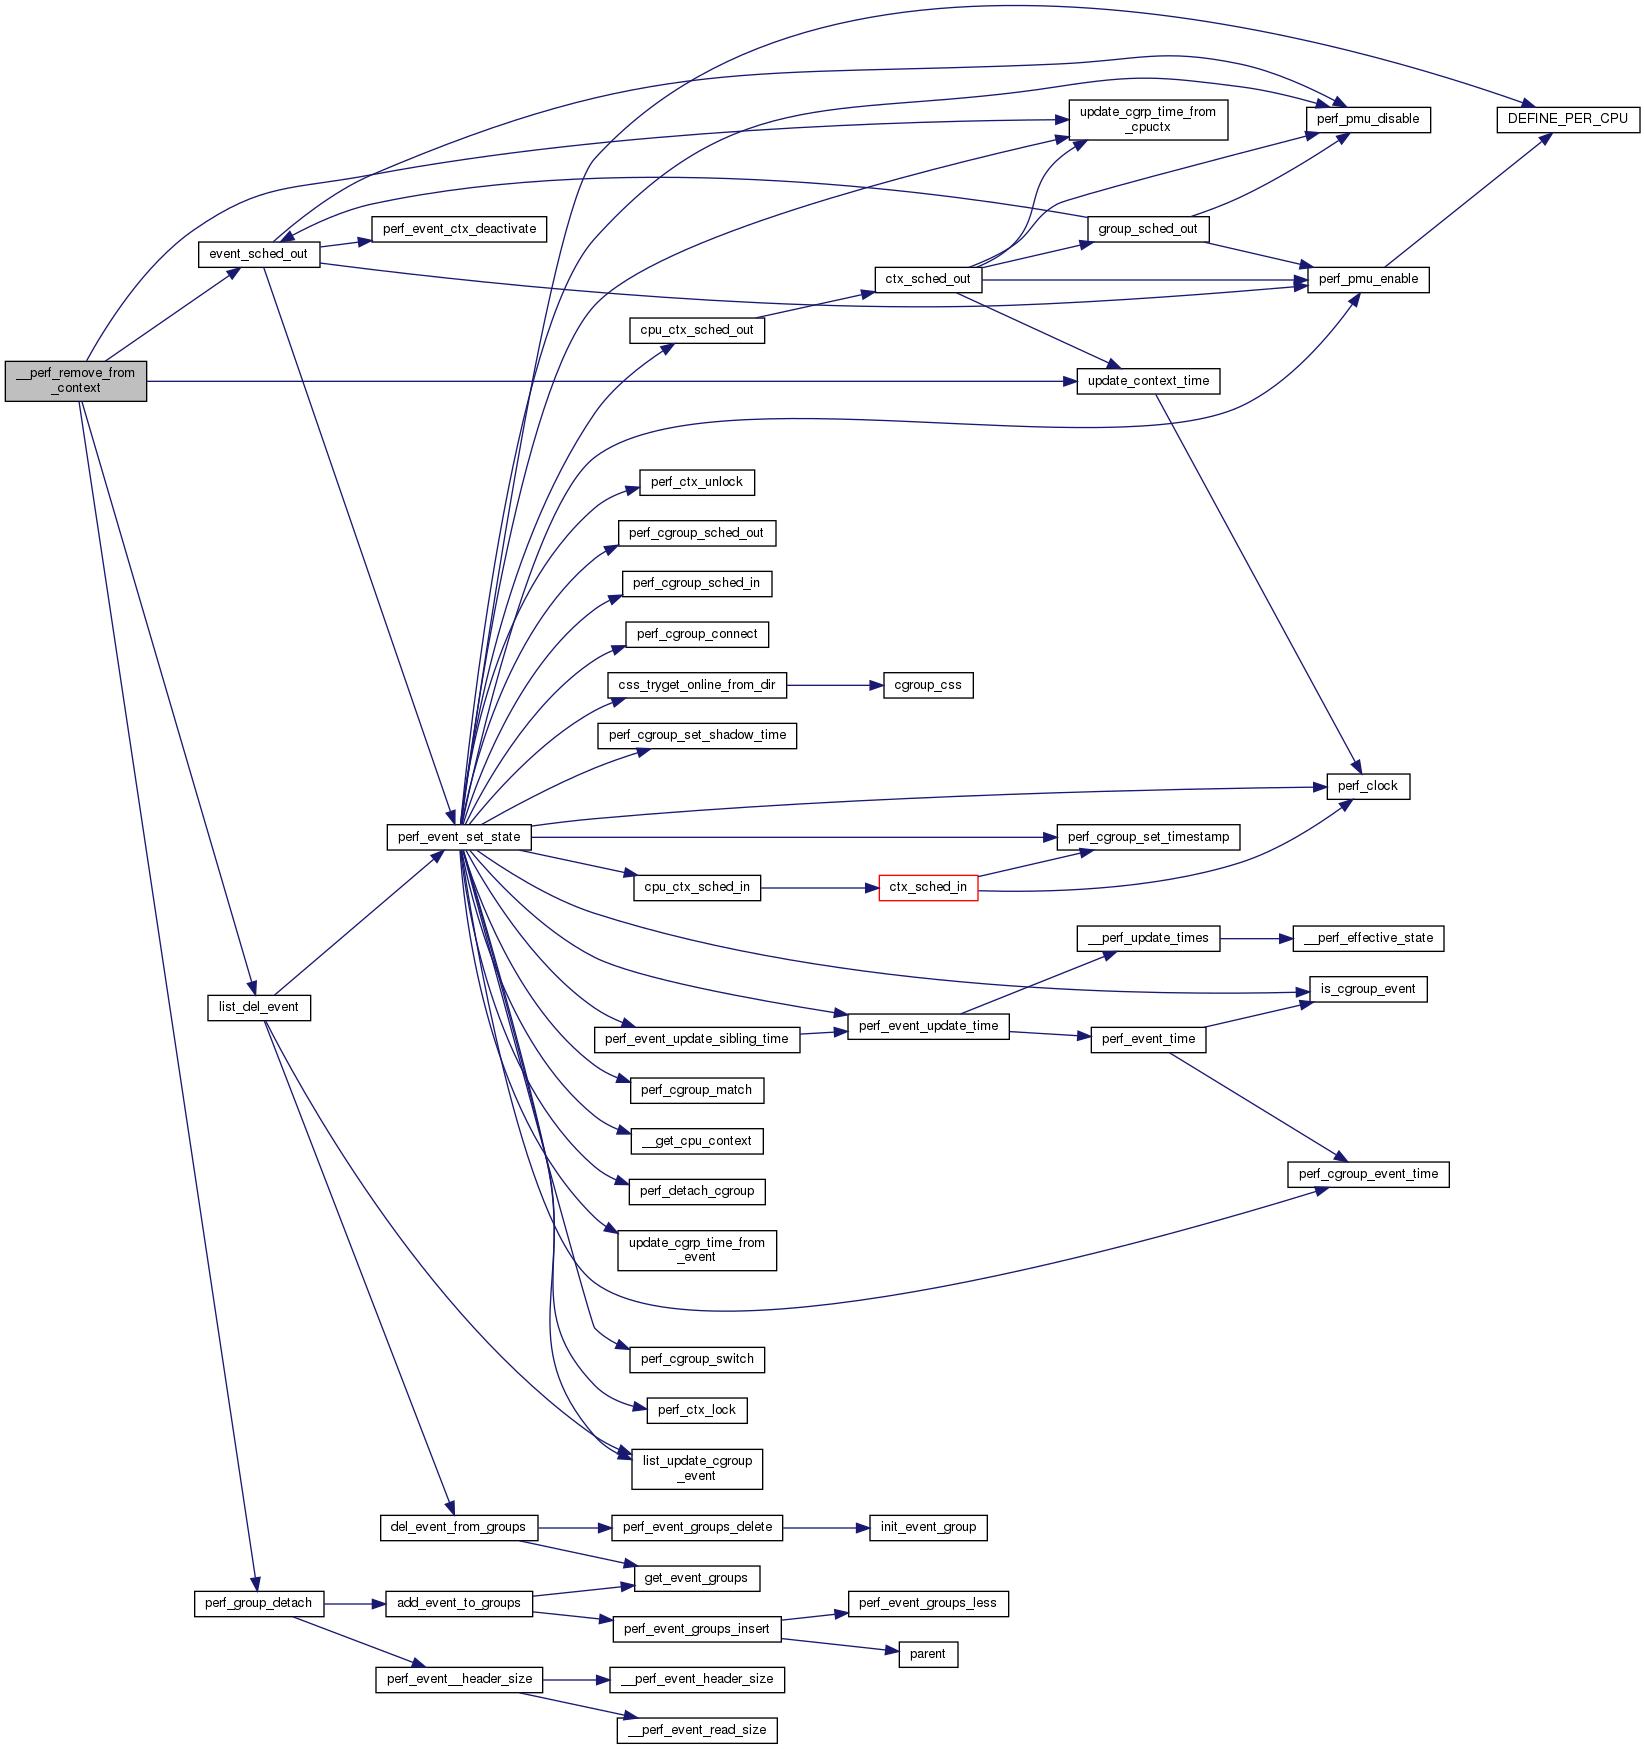 update_cgrp_time_from
_cpuctx
perf_pmu_disable
DEFINE_PER_CPU
perf_event_ctx_deactivate
group_sched_out
event_sched_out
ctx_sched_out
perf_pmu_enable
cpu_ctx_sched_out
__perf_remove_from
_context
update_context_time
perf_ctx_unlock
perf_cgroup_sched_out
perf_cgroup_sched_in
perf_cgroup_connect
css_tryget_online_from_dir
cgroup_css
perf_cgroup_set_shadow_time
perf_clock
perf_event_set_state
perf_cgroup_set_timestamp
cpu_ctx_sched_in
ctx_sched_in
__perf_update_times
__perf_effective_state
is_cgroup_event
list_del_event
perf_event_update_sibling_time
perf_event_update_time
perf_event_time
perf_cgroup_match
__get_cpu_context
perf_cgroup_event_time
perf_detach_cgroup
update_cgrp_time_from
_event
perf_cgroup_switch
perf_ctx_lock
list_update_cgroup
_event
del_event_from_groups
perf_event_groups_delete
init_event_group
get_event_groups
perf_group_detach
add_event_to_groups
perf_event_groups_less
perf_event_groups_insert
parent
perf_event__header_size
__perf_event_header_size
__perf_event_read_size